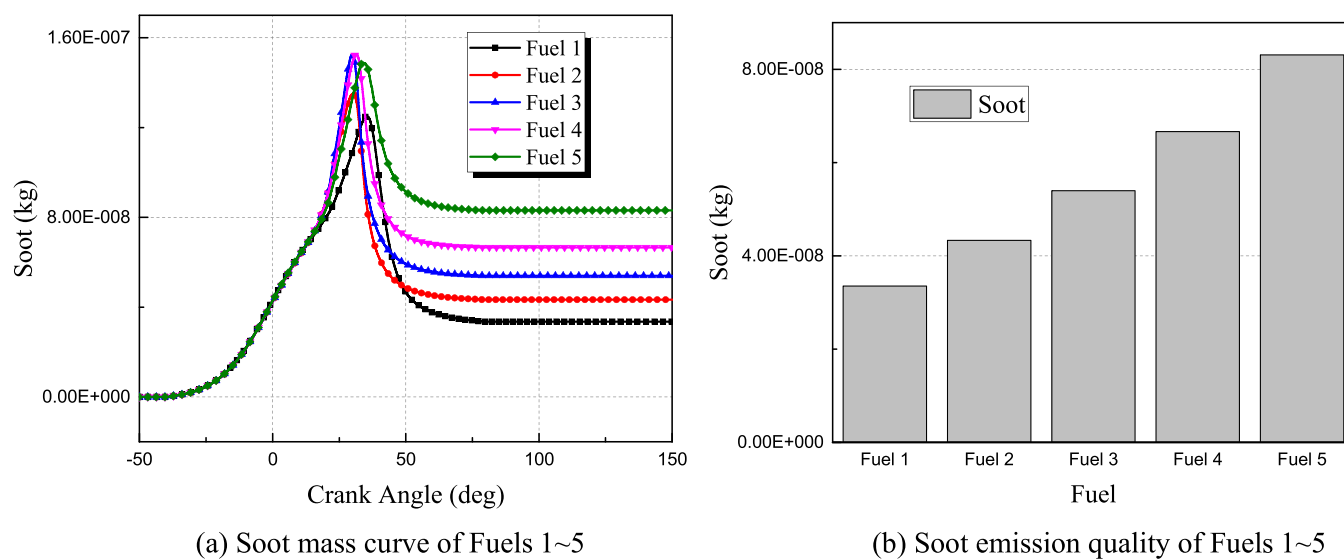 1.60E-007
8.00E-008
0.00E+000
Soot (kg)
Fuel 1
Fuel 2
Fuel 3
Fuel 4
Fuel 5
-50 0 50 100 150
Crank Angle (deg)
(a) Soot mass curve of Fuels 1~5
8.00E-008
4.00E-008
0.00E+000
Soot (kg)
Soot
Fuel 1 Fuel 2 Fuel 3 Fuel 4 Fuel 5
Fuel
(b) Soot emission quality of Fuels 1~5